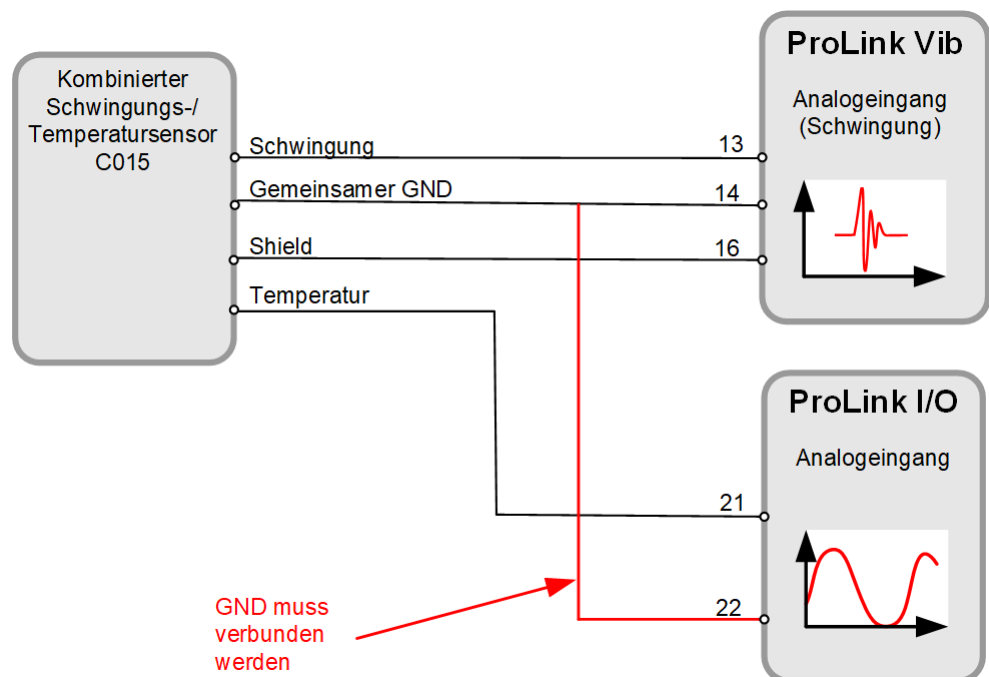 Kombinierter
Schwingungs-/
Temperatursensor
C015
Schwingung
Gemeinsamer GND
Shield
Temperatur
13
14
16
ProLink Vib
Analogeingang
(Schwingung)
ProLink I/O
Analogeingang
21
22
GND muss
verbunden
werden